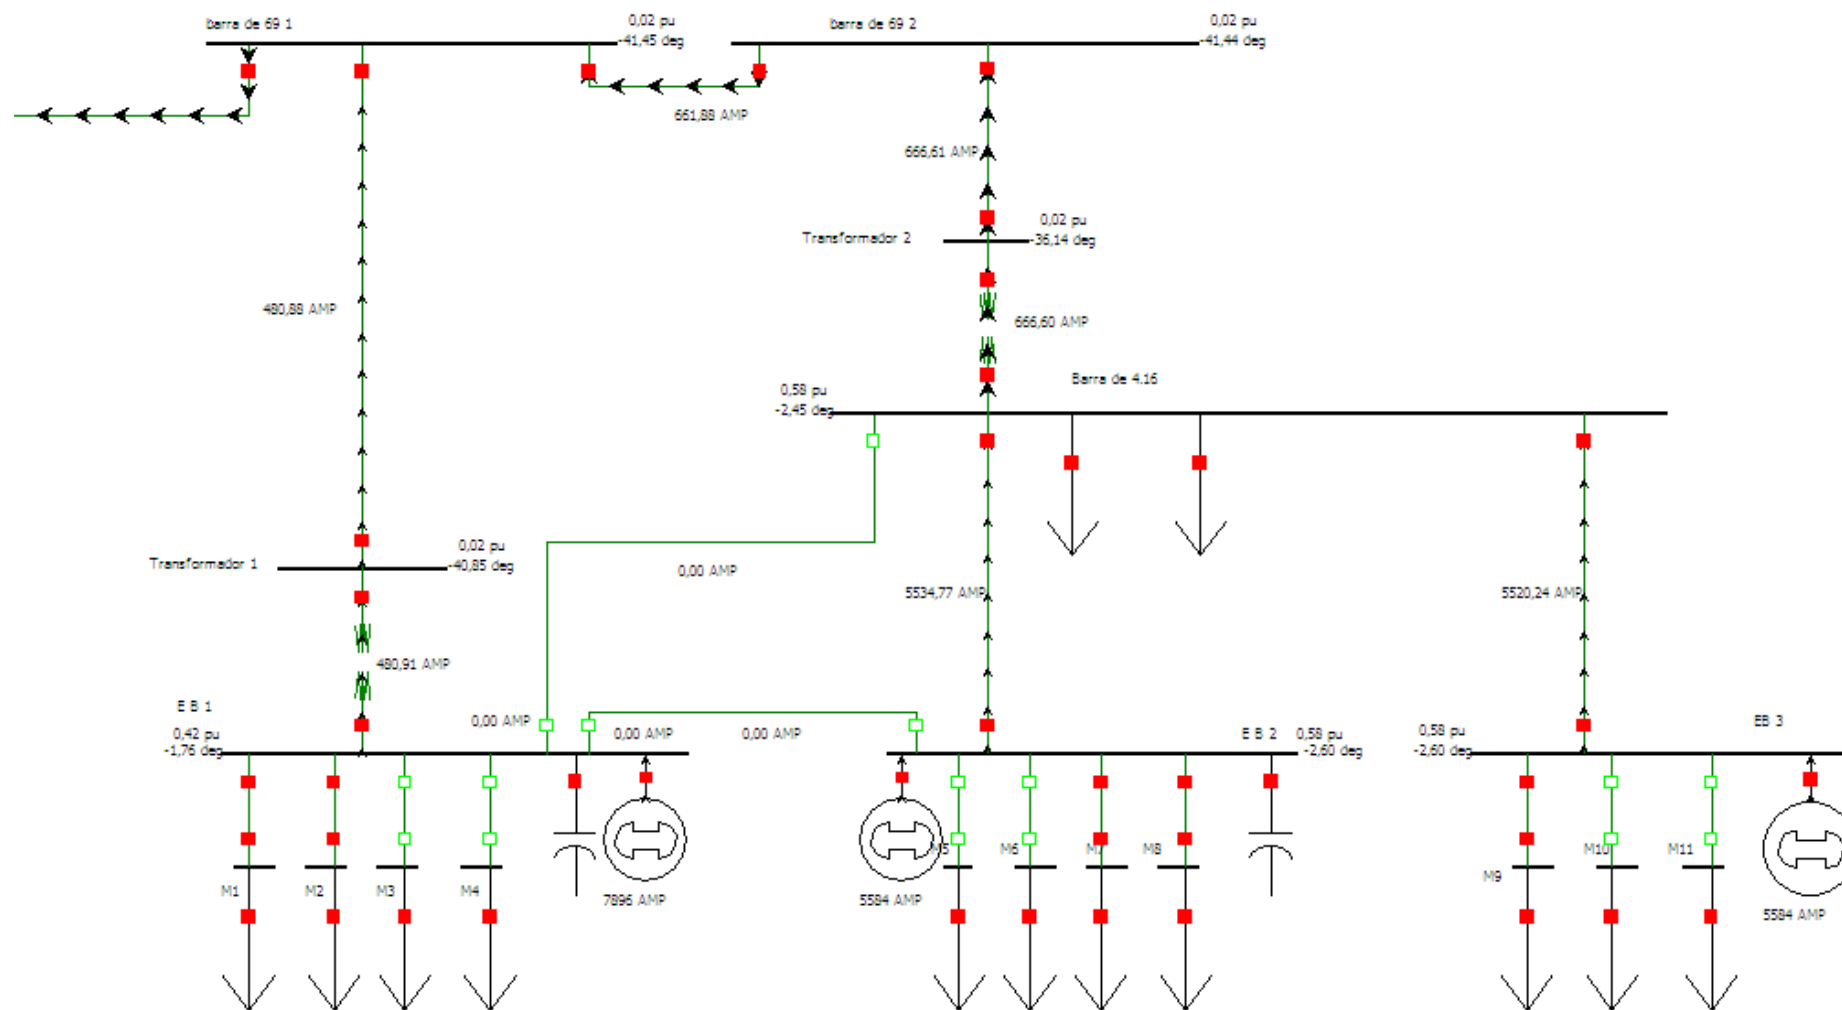 barra de 69 1
0,02 pu
-41,45 deg
barra de 69 2
0,02 pu
-41,44 deg
661,88 AMP
666,61 AMP
Transformador 2
0,02 pu
-36,14 deg
480,88 AMP
666,60 AMP
0,58 pu
-2,45 deg
Barra de 4.16
Transformador 1
0,02 pu
-40,85 deg
0,00 AMP
5534,77 AMP
5520,24 AMP
480,91 AMP
E B 1
0,42 pu
-1,76 deg
0,00 AMP
0,00 AMP
0,00 AMP
E B 2
0,58 pu
-2,60 deg
0,58 pu
-2,60 deg
EB 3
M1
M2
M3
M4
7896 AMP
M5
M6
M7
M8
5584 AMP
M9
M10
M11
5584 AMP